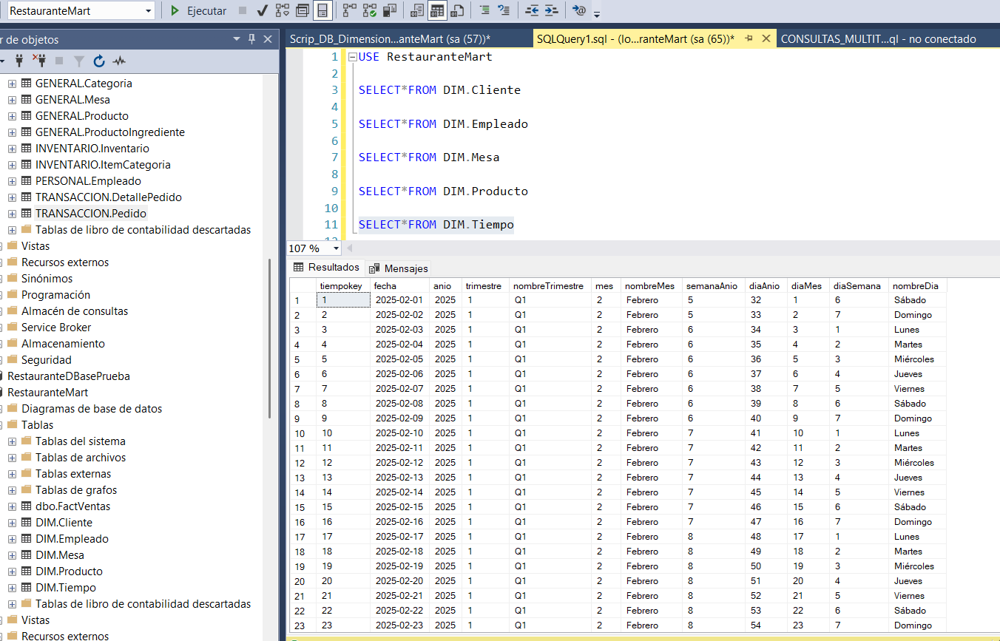 RestauranteMart
Ejecutar
r de objetos
GENERAL.Categoria
GENERAL.Mesa
GENERAL.Producto
GENERAL.ProductoIngrediente
INVENTARIO.Inventario
INVENTARIO.ItemCategoria
PERSONAL.Empleado
TRANSACCION.DetallePedido
TRANSACCION.Pedido
Tablas de libro de contabilidad descartadas
Vistas
Recursos externos
Sinónimos
Programación
Almacén de consultas
Service Broker
Almacenamiento
Seguridad
RestauranteDBasePrueba
RestauranteMart
Diagramas de base de datos
Tablas
Tablas del sistema
Tablas de archivos
Tablas externas
Tablas de grafos
dbo.FactVentas
DIM.Cliente
DIM.Empleado
DIM.Mesa
DIM.Producto
DIM.Tiempo
Tablas de libro de contabilidad descartadas
Vistas
Recursos externos
Scrip_DB_Dimension...anteMart (sa (57))* SQLQuery1.sql - (lo...ranteMart (sa (65))* CONSULTAS_MULTIT...ql - no conectado
1 USE RestauranteMart
2
3 SELECT*FROM DIM.Cliente
4
5 SELECT*FROM DIM.Empleado
6
7 SELECT*FROM DIM.Mesa
8
9 SELECT*FROM DIM.Producto
10
11 SELECT*FROM DIM.Tiempo
12
107 %
Resultados Mensajes
tiempokey fecha anio trimestre nombreTrimestre mes nombreMes semanaAnio diaAnio diaMes diaSemana nombreDia
1 1 2025-02-01 2025 1 Q1 2 Febrero 5 32 1 6 Sábado
2 2 2025-02-02 2025 1 Q1 2 Febrero 5 33 2 7 Domingo
3 3 2025-02-03 2025 1 Q1 2 Febrero 6 34 3 1 Lunes
4 4 2025-02-04 2025 1 Q1 2 Febrero 6 35 4 2 Martes
5 5 2025-02-05 2025 1 Q1 2 Febrero 6 36 5 3 Miércoles
6 6 2025-02-06 2025 1 Q1 2 Febrero 6 37 6 4 Jueves
7 7 2025-02-07 2025 1 Q1 2 Febrero 6 38 7 5 Viernes
8 8 2025-02-08 2025 1 Q1 2 Febrero 6 39 8 6 Sábado
9 9 2025-02-09 2025 1 Q1 2 Febrero 6 40 9 7 Domingo
10 10 2025-02-10 2025 1 Q1 2 Febrero 7 41 10 1 Lunes
11 11 2025-02-11 2025 1 Q1 2 Febrero 7 42 11 2 Martes
12 12 2025-02-12 2025 1 Q1 2 Febrero 7 43 12 3 Miércoles
13 13 2025-02-13 2025 1 Q1 2 Febrero 7 44 13 4 Jueves
14 14 2025-02-14 2025 1 Q1 2 Febrero 7 45 14 5 Viernes
15 15 2025-02-15 2025 1 Q1 2 Febrero 7 46 15 6 Sábado
16 16 2025-02-16 2025 1 Q1 2 Febrero 7 47 16 7 Domingo
17 17 2025-02-17 2025 1 Q1 2 Febrero 8 48 17 1 Lunes
18 18 2025-02-18 2025 1 Q1 2 Febrero 8 49 18 2 Martes
19 19 2025-02-19 2025 1 Q1 2 Febrero 8 50 19 3 Miércoles
20 20 2025-02-20 2025 1 Q1 2 Febrero 8 51 20 4 Jueves
21 21 2025-02-21 2025 1 Q1 2 Febrero 8 52 21 5 Viernes
22 22 2025-02-22 2025 1 Q1 2 Febrero 8 53 22 6 Sábado
23 23 2025-02-23 2025 1 Q1 2 Febrero 8 54 23 7 Domingo